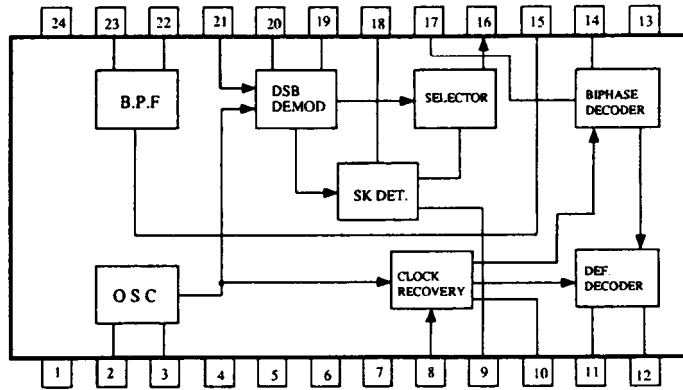 24 23 22 21 20 19 18 17 16 15 14 13
B.P.F
DSB
DEMOD
SELECTOR
BIPHASE
DECODER
SK DET.
OSC
CLOCK
RECOVERY
DEF.
DECODER
1 2 3 4 5 6 7 8 9 10 11 12